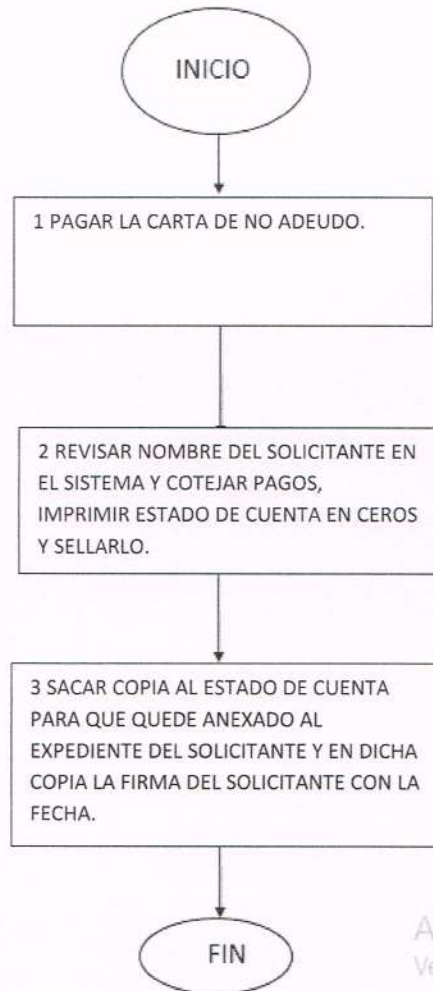 INICIO
1 PAGAR LA CARTA DE NO ADEUDO.
2 REVISAR NOMBRE DEL SOLICITANTE EN
EL SISTEMA Y COTEJAR PAGOS,
IMPRIMIR ESTADO DE CUENTA EN CEROS
Y SELLARLO.
3 SACAR COPIA AL ESTADO DE CUENTA
PARA QUE QUEDE ANEXADO AL
EXPEDIENTE DEL SOLICITANTE Y EN DICHA
COPIA LA FIRMA DEL SOLICITANTE CON LA
FECHA.
FIN